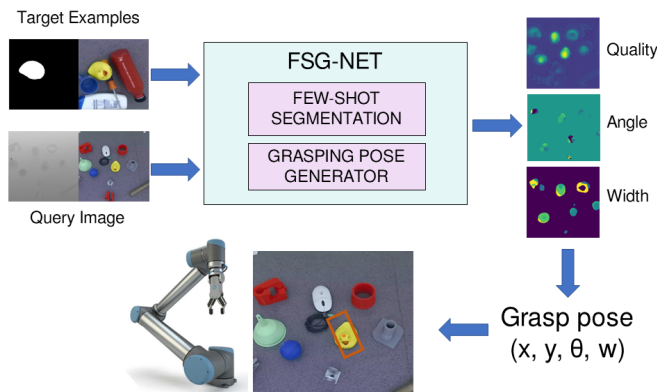 Target Examples
Query Image
FSG-NET
FEW-SHOT
SEGMENTATION
GRASPING POSE
GENERATOR
Quality
Angle
Width
Grasp pose
(x, y, θ, w)